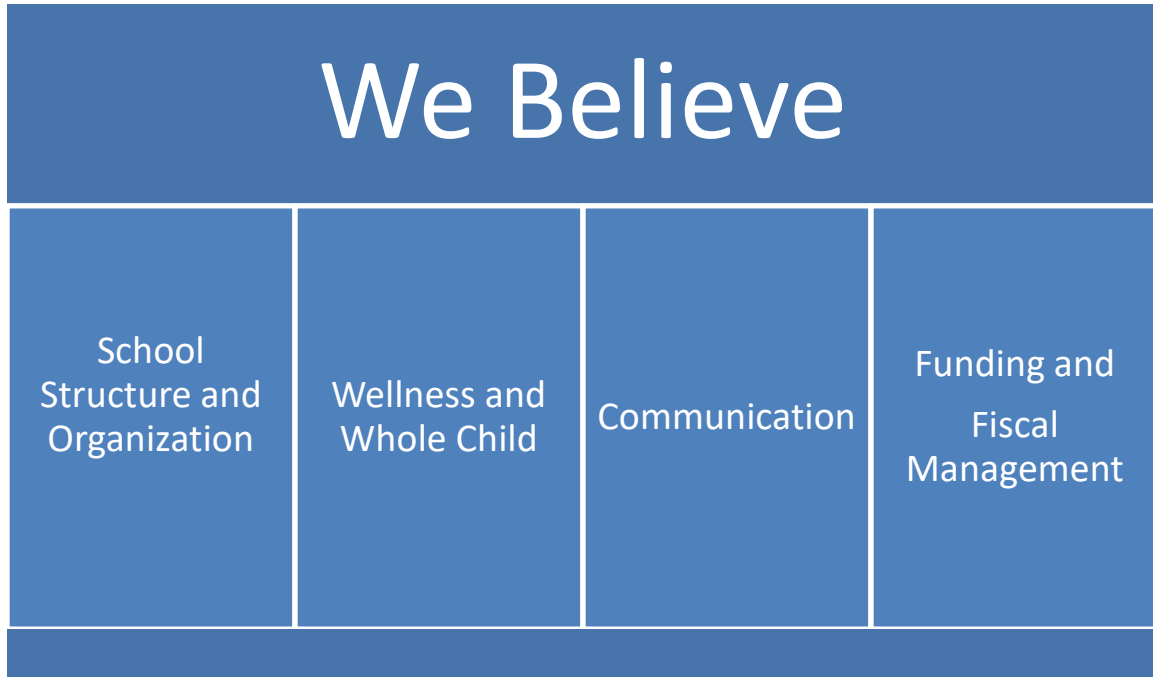 We Believe
School
Structure and
Organization
Wellness and
Whole Child
Communication
Funding and
Fiscal
Management